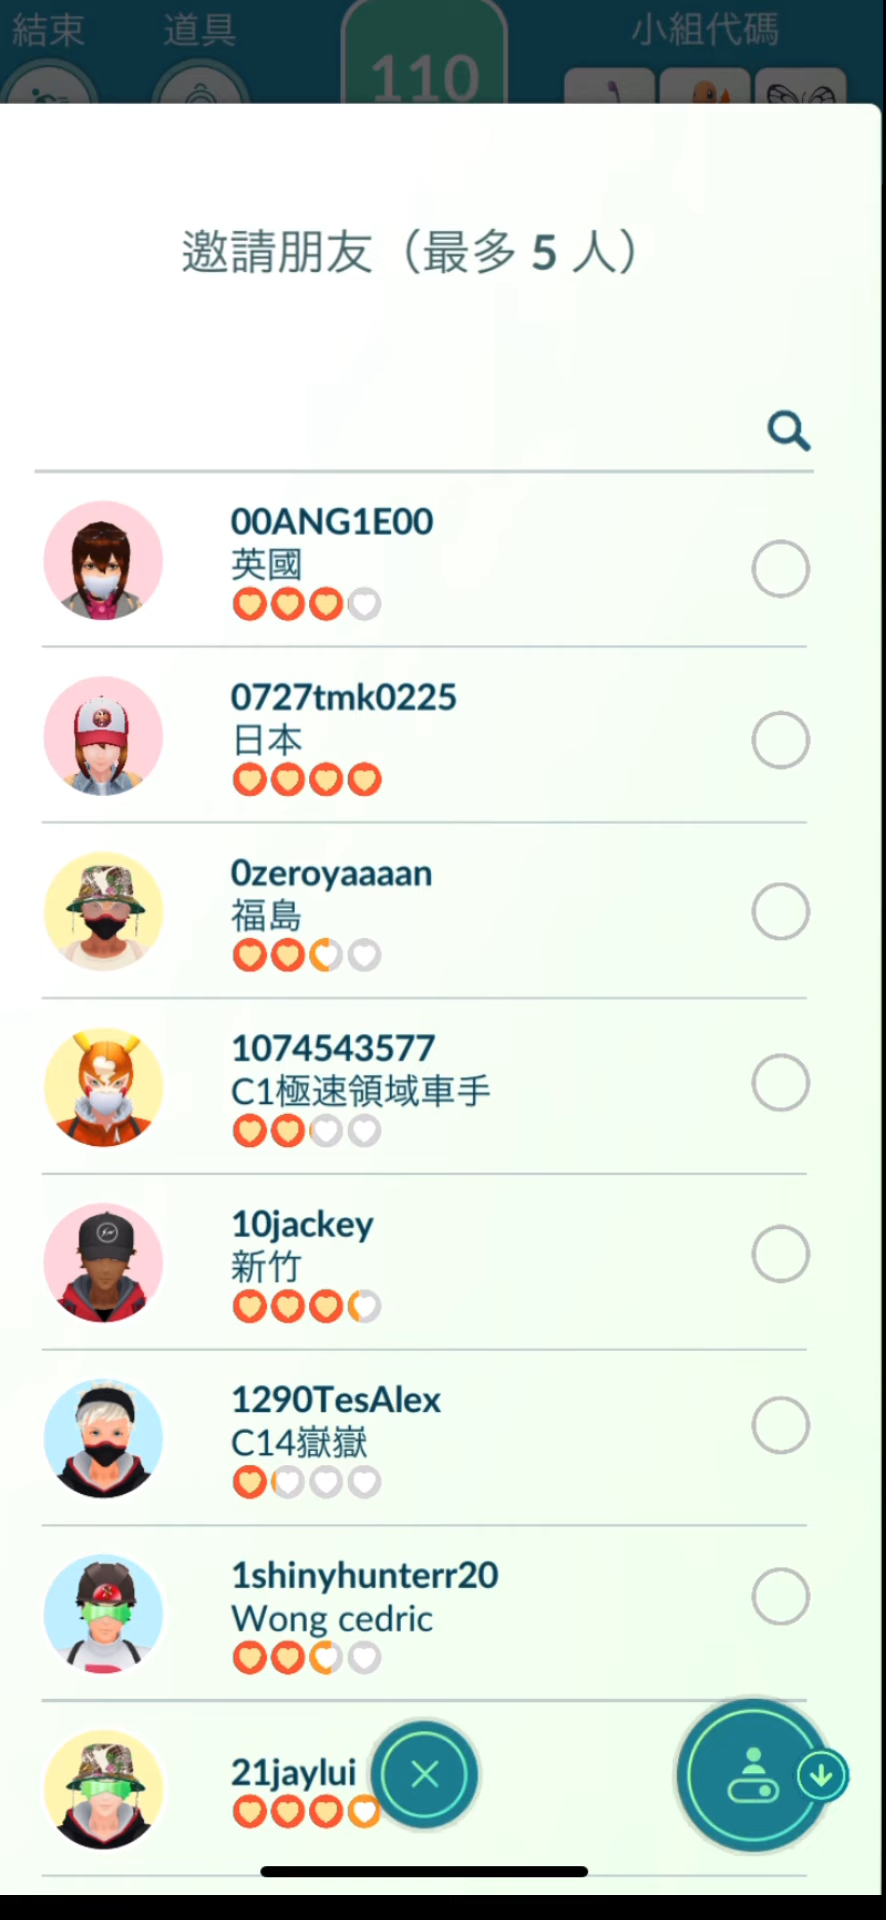 結束
道具
110
小組代碼
邀請朋友（最多 5 人）
00ANG1E00
英國
0727tmk0225
日本
0zeroyaaaan
福島
1074543577
C1極速領域車手
10jackey
新竹
1290TesAlex
C14嶽嶽
1shinyhunterr20
Wong cedric
21jaylui